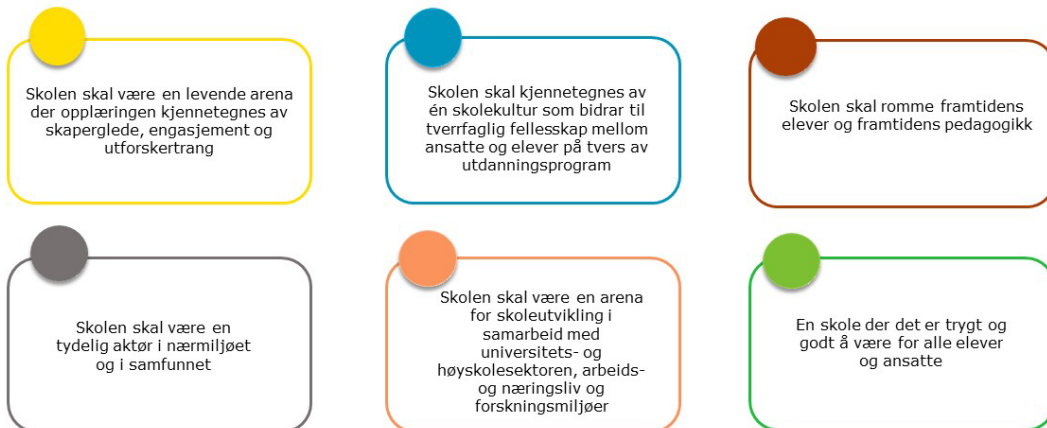 Skolen skal være en levende arena
der opplæringen kjennetegnes av
skaperglede, engasjement og
utforskertrang
Skolen skal kjennetegnes av
én skolekultur som bidrar til
tverrfaglig fellesskap mellom
ansatte og elever på tvers av
utdanningsprogram
Skolen skal romme framtidens
elever og framtidens pedagogikk
Skolen skal være en
tydelig aktør i nærmiljøet
og i samfunnet
Skolen skal være en arena
for skoleutvikling i
samarbeid med
universitets- og
høyskolesektoren, arbeids-
og næringsliv og
forskningsmiljøer
En skole der det er trygt og
godt å være for alle elever
og ansatte